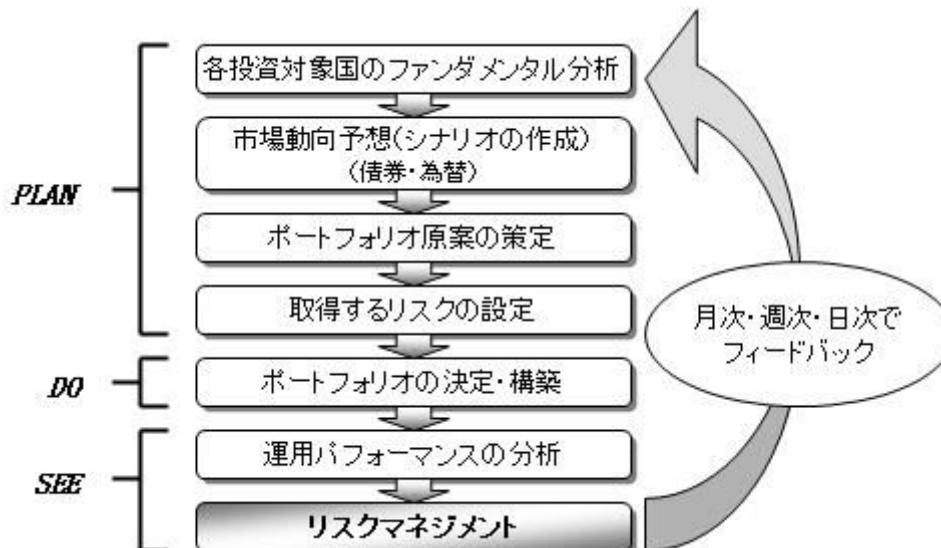 各投資対象国のファンダメンタル分析
市場動向予想(シナリオの作成)
(債券・為替)
PLAN
ポートフォリオ原案の策定
取得するリスクの設定
月次・週次・日次で
フィードバック
DO
ポートフォリオの決定・構築
運用パフォーマンスの分析
SEE
リスクマネジメント